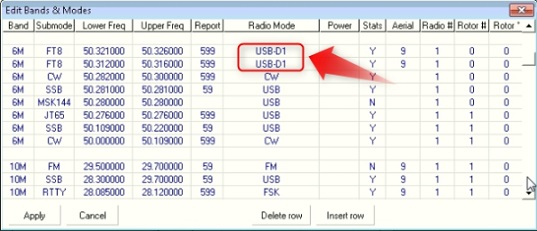 Edit Bands & Modes
Band Submode Lower Freq Upper Freq Report Radio Mode Power Stats Aerial Radio # Rotor # Rotor °
6M FT8 50.321000 50.326000 599 USB-D1 Y 9 1 0 0
6M FT8 50.312000 50.316000 599 USB-D1 Y 9 1 0 0
6M CW 50.282000 50.300000 599 CW Y 1 0 0
6M SSB 50.281000 50.281000 59 USB Y 1 0 0
6M MSK144 50.280000 50.280000 USB N 1 0 0
6M JT65 50.276000 50.276000 599 USB Y 1 1 0
6M SSB 50.109000 50.220000 59 USB Y 1 1 0
6M CW 50.000000 50.109000 599 CW Y 1 1 0
10M FM 29.500000 29.700000 59 FM N 9 1 1 0
10M SSB 28.300000 29.700000 59 USB Y 9 1 1 0
10M RTTY 28.085000 28.120000 599 FSK Y 9 1 1 0
Apply Cancel Delete row Insert row